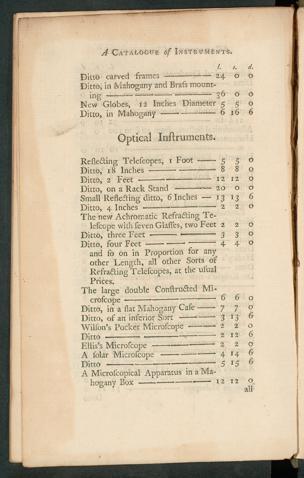 A CATALOGUE of INSTRUMENTS.
l. s. d.
Ditto carved frames ——— 24 0 0
Ditto, in Mahogany and Braſs mount-
ing ——— 36 0 0
New Globes, 12 Inches Diameter 5 5 0
Ditto, in Mahogany ——— 6 16 6
Optical Inſtruments.
Reflecting Teleſcopes, 1 Foot —— 5 5 0
Ditto, 18 Inches ——— 8 8 0
Ditto, 2 Feet ——— 12 12 0
Ditto, on a Rack Stand ——— 20 0 0
Small Reflecting ditto, 6 Inches — 13 13 6
Ditto, 4 Inches ——— 2 2 0
The new Achromatic Refracting Te-
leſcope with ſeven Glaſſes, two Feet 2 2 0
Ditto, three Feet ——— 3 3 0
Ditto, four Feet ——— 4 4 0
and ſo on in Proportion for any
other Length, all other Sorts of
Refracting Teleſcopes, at the uſual
Prices.
The large double Conſtructed Mi-
croſcope ——— 6 6 0
Ditto, in a flat Mahogany Caſe — 7 7 0
Ditto, of an inferior Sort ——— 3 13 6
Wilſon's Pocket Microſcope —— 2 2 0
Ditto ——— 2 12 6
Ellis's Microſcope ——— 2 2 0
A ſolar Microſcope ——— 4 14 6
Ditto ——— 5 15 6
A Microſcopical Apparatus in a Ma-
hogany Box ——— 12 12 0
all